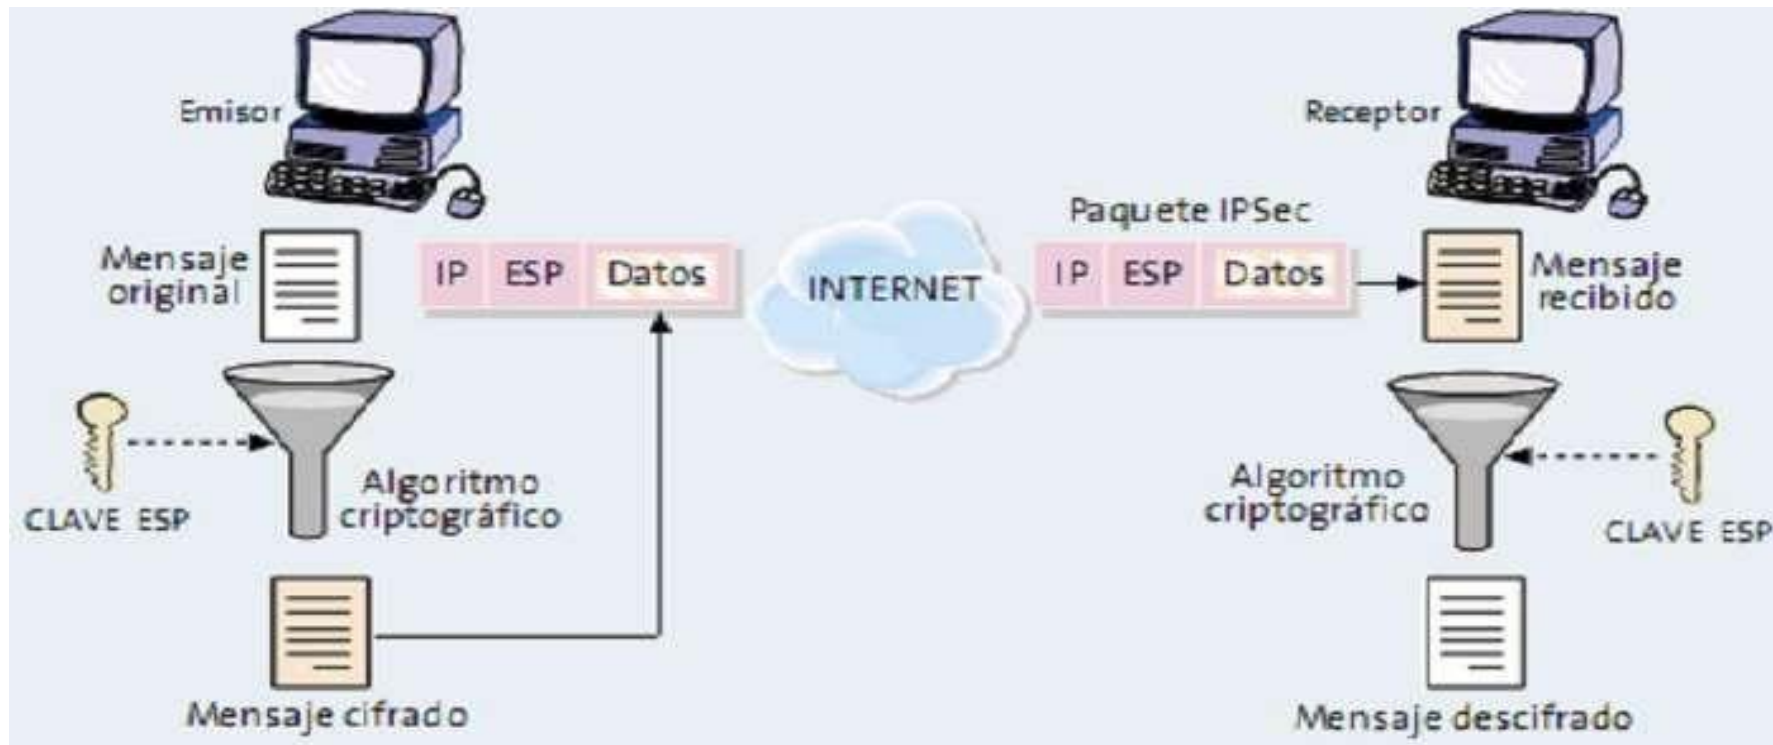 Emisor
Mensaje
original
CLAVE ESP
Algoritmo
criptográfico
Mensaje cifrado
IP ESP Datos
INTERNET
Paquete IPSec
IP ESP Datos
Receptor
Mensaje
recibido
Algoritmo
criptográfico
CLAVE ESP
Mensaje descifrado